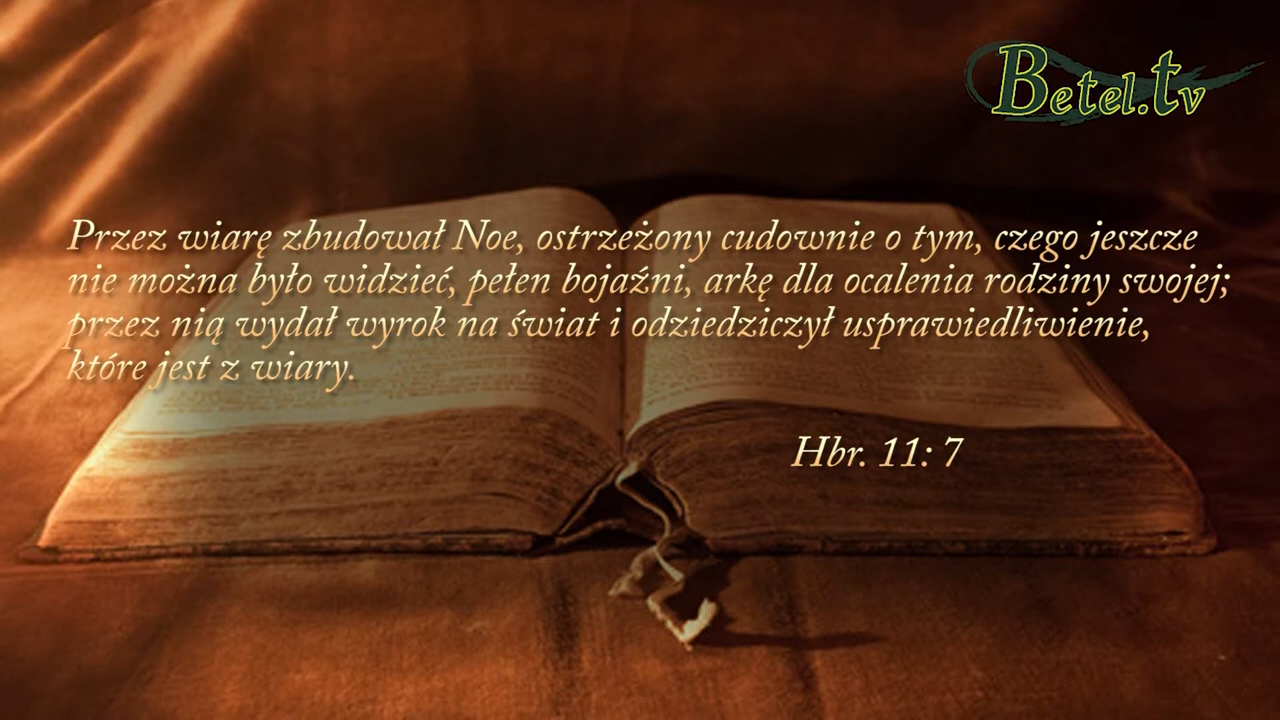 Betel.tv
Przez wiarę zbudował Noe, ostrzeżony cudownie o tym, czego jeszcze
nie można było widzieć, pełen bojaźni, arkę dla ocalenia rodziny swojej;
przez nią wydał wyrok na świat i odziedziczył usprawiedliwienie,
które jest z wiary.
Hbr. 11: 7